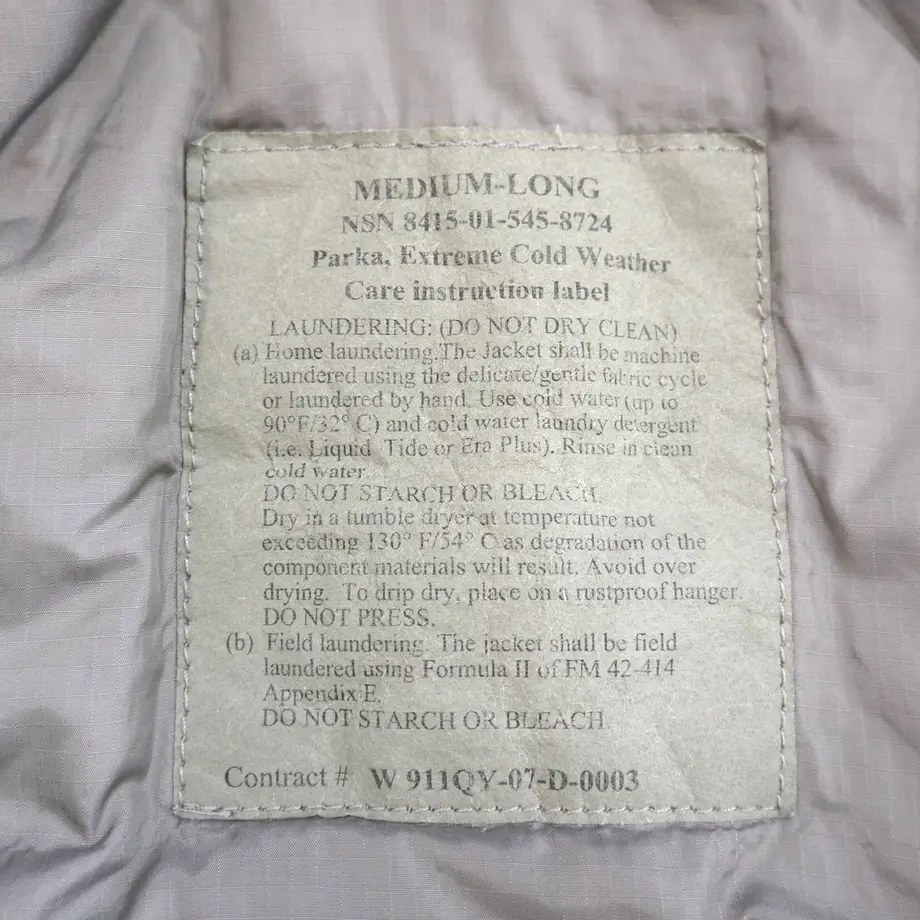 MEDIUM-LONG
NSN 8415-01-545-8724
Parka, Extreme Cold Weather
Care instruction label
LAUNDERING: (DO NOT DRY CLEAN)
(a) Home laundering.The Jacket shall be machine
laundered using the delicate/gentle fabric cycle
or laundered by hand. Use cold water (up to
90°F/32° C) and cold water laundry detergent
(i.e. Liquid Tide or Era Plus). Rinse in clean
cold water.
DO NOT STARCH OR BLEACH.
Dry in a tumble dryer at temperature not
exceeding 130° F/54° C as degradation of the
component materials will result. Avoid over
drying. To drip dry, place on a rustproof hanger.
DO NOT PRESS.
(b) Field laundering. The jacket shall be field
laundered using Formula II of FM 42-414
Appendix E.
DO NOT STARCH OR BLEACH.
Contract # W 911QY-07-D-0003